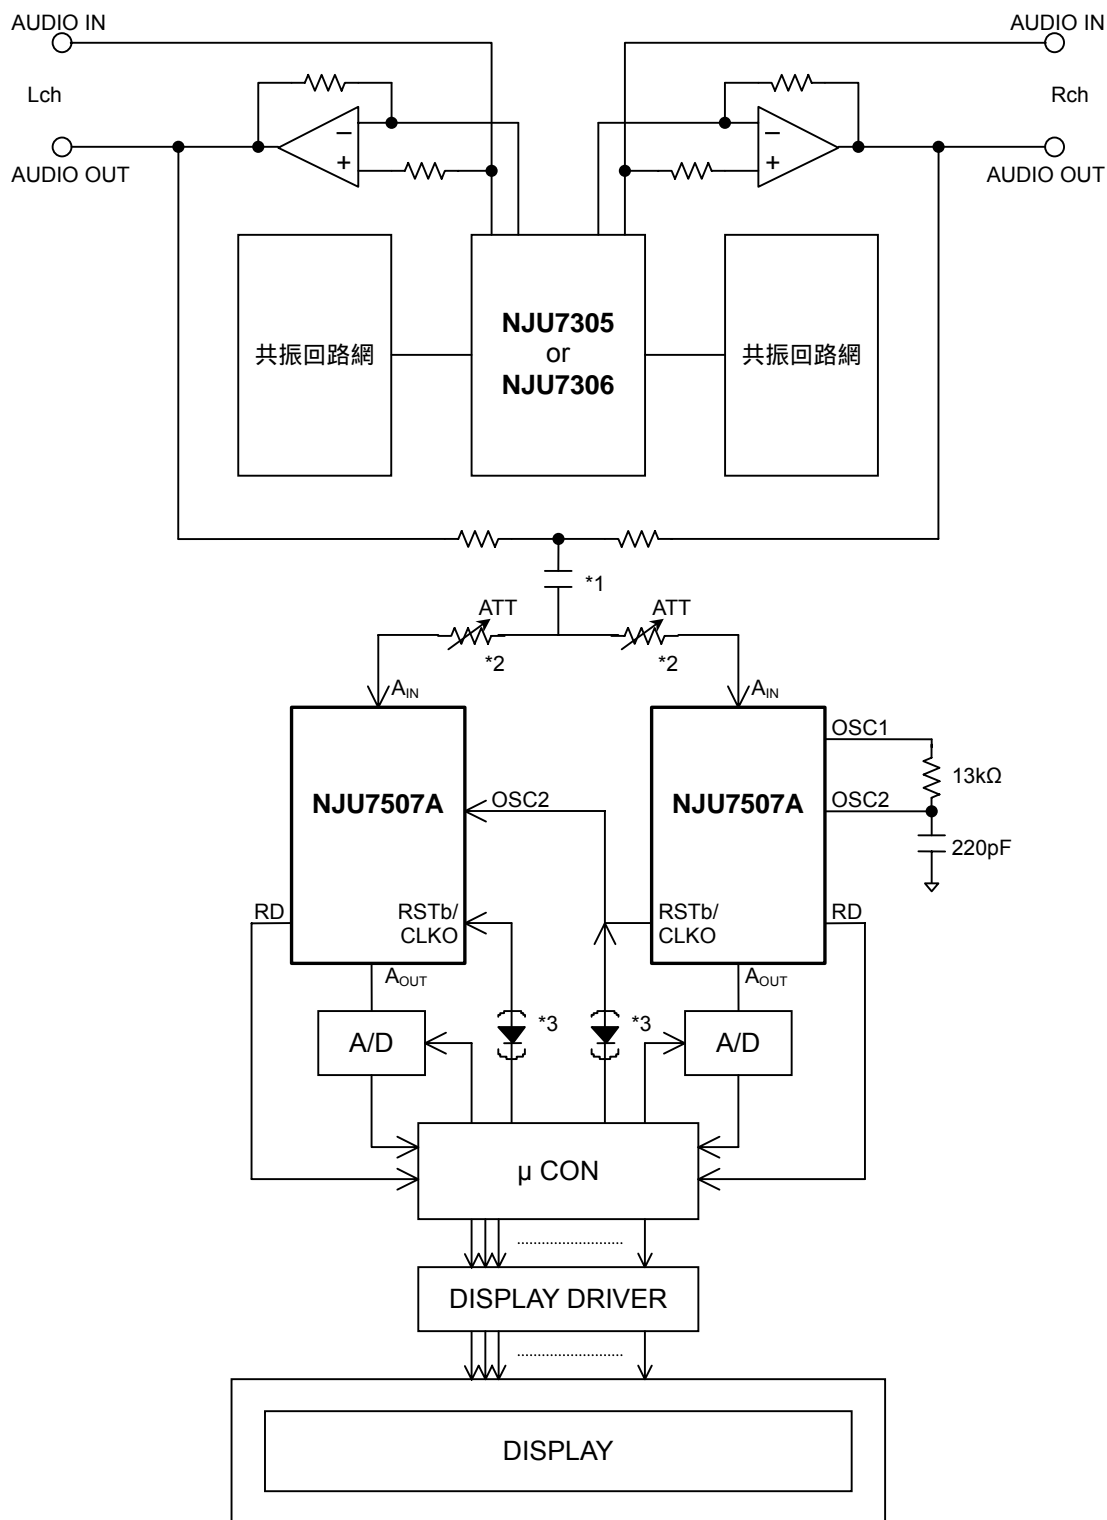 AUDIO IN
AUDIO IN
Lch
Rch
AUDIO OUT
AUDIO OUT
共振回路網
NJU7305
or
NJU7306
共振回路網
*1
ATT
ATT
*2
*2
AIN
AIN
OSC1
13kΩ
NJU7507A
OSC2
NJU7507A
OSC2
220pF
RD
RSTb/
CLKO
RSTb/
CLKO
RD
AOUT
AOUT
A/D
*3
*3
A/D
μ CON
DISPLAY DRIVER
DISPLAY